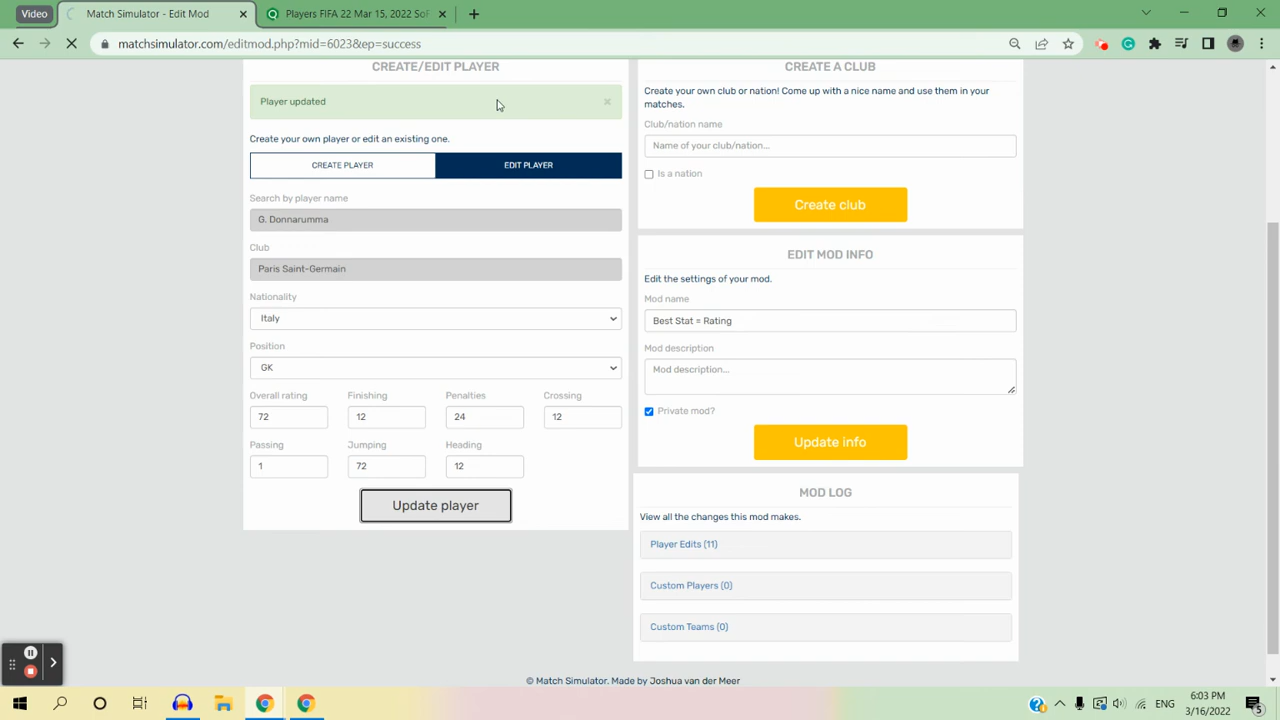 Video
Match Simulator - Edit Mod
Players FIFA 22 Mar 15, 2022 SoF
matchsimulator.com/editmod.php?mid=6023&ep=success
CREATE/EDIT PLAYER
Player updated
×
Create your own player or edit an existing one.
CREATE PLAYER
EDIT PLAYER
Search by player name
G. Donnarumma
Club
Paris Saint-Germain
Nationality
Italy
Position
GK
Overall rating
Finishing
Penalties
Crossing
72
12
24
12
Passing
Jumping
Heading
1
72
12
Update player
CREATE A CLUB
Create your own club or nation! Come up with a nice name and use them in your
matches.
Club/nation name
Name of your club/nation...
Is a nation
Create club
EDIT MOD INFO
Edit the settings of your mod.
Mod name
Best Stat = Rating
Mod description
Mod description...
Private mod?
Update info
MOD LOG
View all the changes this mod makes.
Player Edits (11)
Custom Players (0)
Custom Teams (0)
© Match Simulator. Made by Joshua van der Meer
ENG
6:03 PM
3/16/2022
5